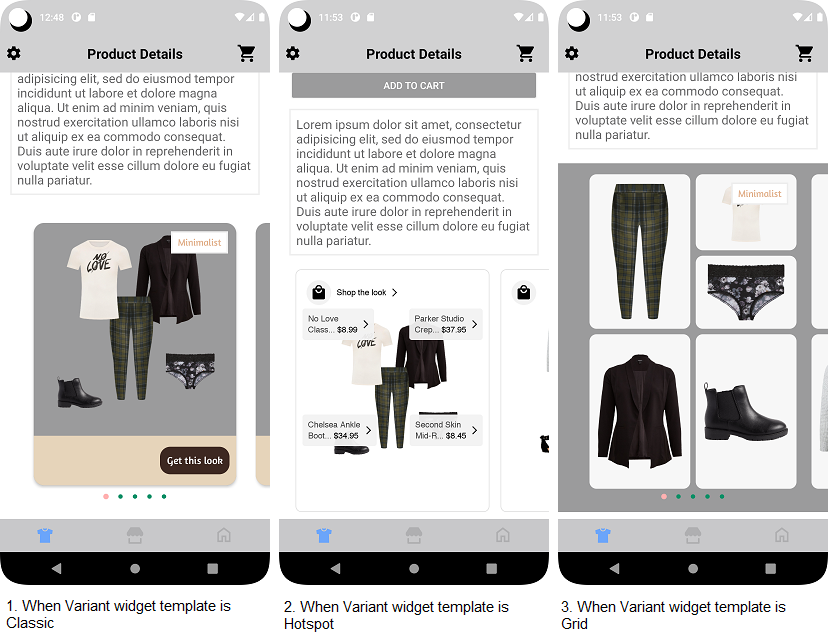 12:48
Product Details
adipisicing elit, sed do eiusmod tempor
incididunt ut labore et dolore magna
aliqua. Ut enim ad minim veniam, quis
nostrud exercitation ullamco laboris nisi
ut aliquip ex ea commodo consequat.
Duis aute irure dolor in reprehenderit in
voluptate velit esse cillum dolore eu fugiat
nulla pariatur.
Minimalist
NO
LOVE
Get this look
1. When Variant widget template is
Classic
11:53
Product Details
ADD TO CART
Lorem ipsum dolor sit amet, consectetur
adipisicing elit, sed do eiusmod tempor
incididunt ut labore et dolore magna
aliqua. Ut enim ad minim veniam, quis
nostrud exercitation ullamco laboris nisi
ut aliquip ex ea commodo consequat.
Duis aute irure dolor in reprehenderit in
voluptate velit esse cillum dolore eu fugiat
nulla pariatur.
Shop the look
No Love
Class... $8.99
Parker Studio
Crep... $37.95
LOVE
Chelsea Ankle
Boot... $34.95
Second Skin
Mid-R... $8.45
2. When Variant widget template is
Hotspot
11:53
Product Details
nostrud exercitation ullamco laboris nisi
ut aliquip ex ea commodo consequat.
Duis aute irure dolor in reprehenderit in
voluptate velit esse cillum dolore eu fugiat
nulla pariatur.
Minimalist
LOVE
3. When Variant widget template is
Grid